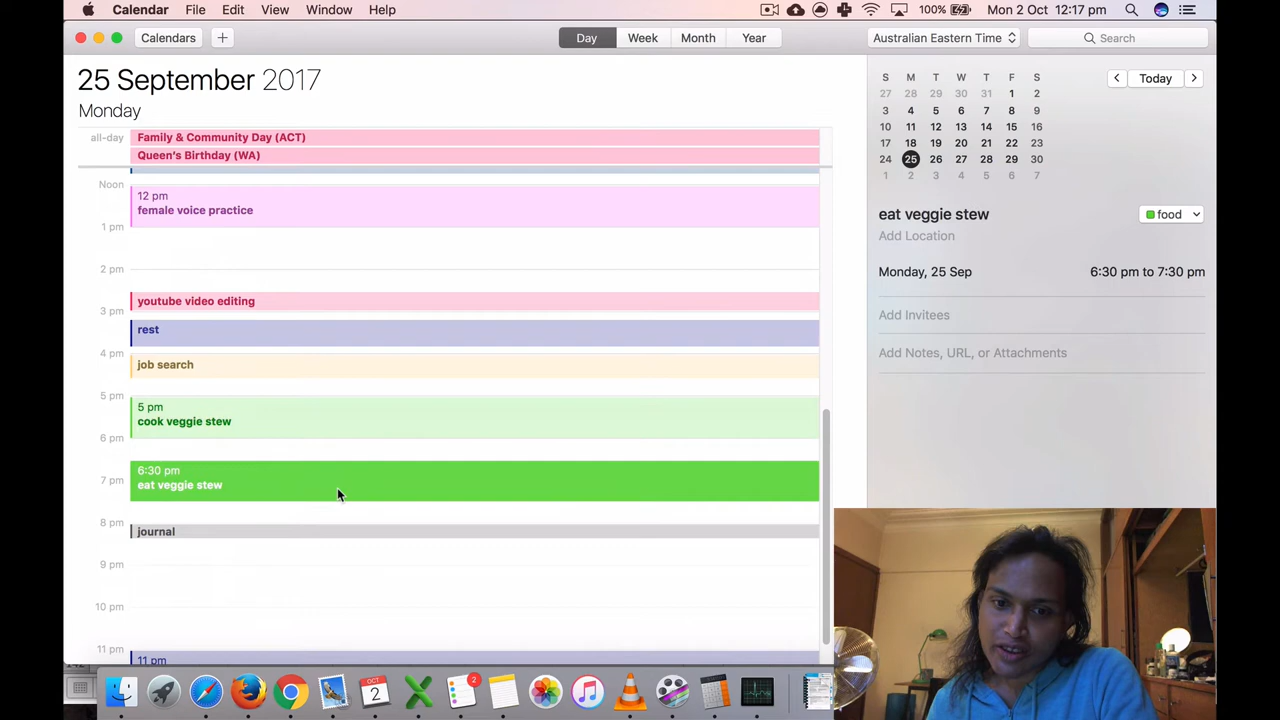 Calendar File Edit View Window Help 100% Mon 2 Oct 12:17 pm
Calendars + Day Week Month Year Australian Eastern Time Search
25 September 2017
Monday
all-day Family & Community Day (ACT)
Queen's Birthday (WA)
Noon
12 pm
female voice practice
1 pm
2 pm
youtube video editing
3 pm
rest
4 pm
job search
5 pm
5 pm
cook veggie stew
6 pm
6:30 pm
7 pm
eat veggie stew
8 pm
journal
9 pm
10 pm
11 pm
11 pm
S M T W T F S
< Today >
27 28 29 30 31 1 2
3 4 5 6 7 8 9
10 11 12 13 14 15 16
17 18 19 20 21 22 23
24 25 26 27 28 29 30
1 2 3 4 5 6 7
eat veggie stew food
Add Location
Monday, 25 Sep 6:30 pm to 7:30 pm
Add Invitees
Add Notes, URL, or Attachments
OCT
2
2